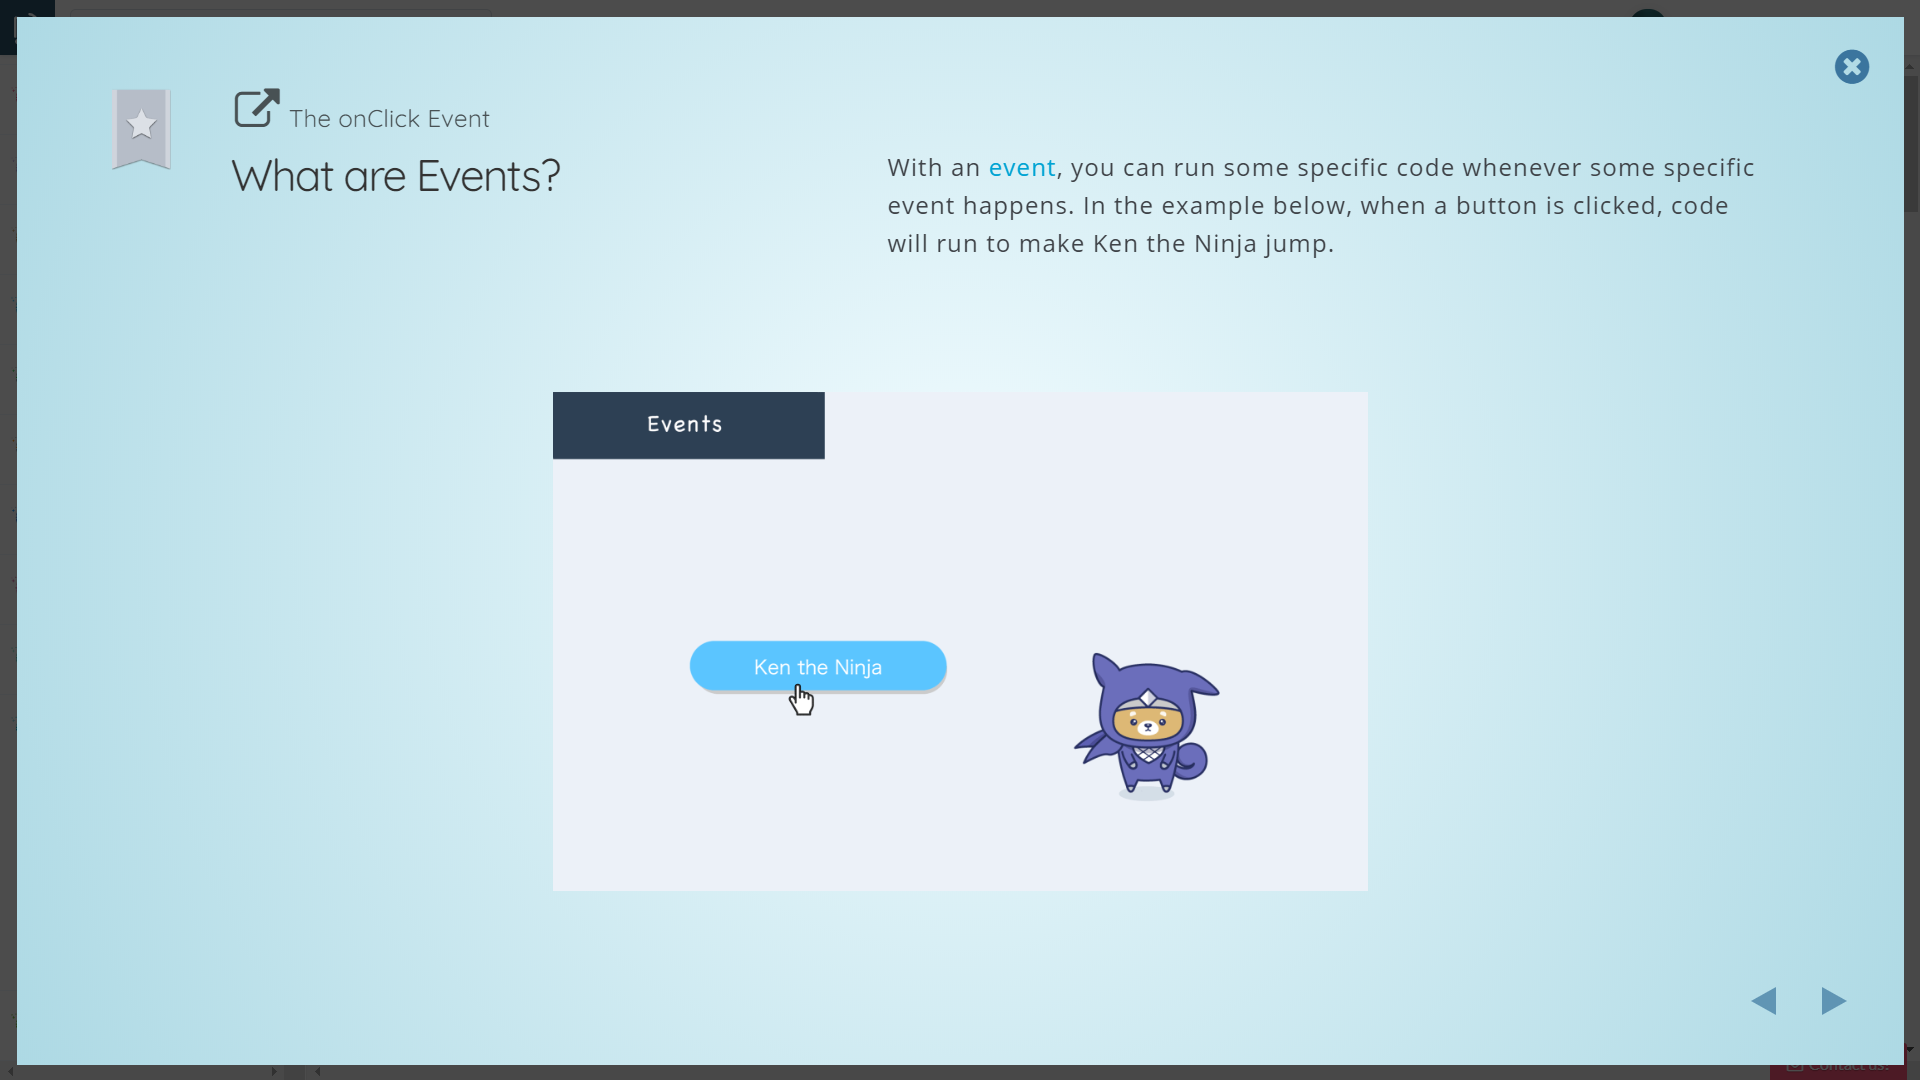 The onClick Event
What are Events?
With an event, you can run some specific code whenever some specific
event happens. In the example below, when a button is clicked, code
will run to make Ken the Ninja jump.
Events
Ken the Ninja
Contact us!